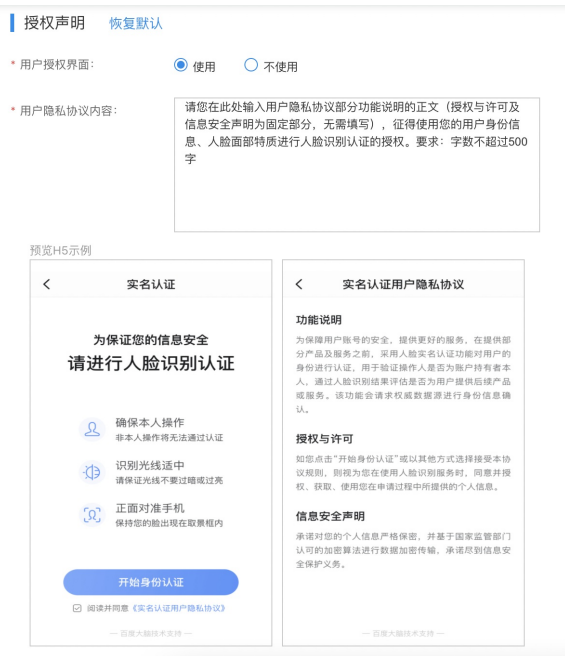 授权声明 恢复默认
* 用户授权界面： 使用 不使用
* 用户隐私协议内容：
请您在此处输入用户隐私协议部分功能说明的正文（授权与许可及
信息安全声明为固定部分，无需填写），征得使用您的用户身份信
息、人脸面部特质进行人脸识别认证的授权。要求：字数不超过500
字
预览H5示例
实名认证
为保证您的信息安全
请进行人脸识别认证
确保本人操作
非本人操作将无法通过认证
识别光线适中
请保证光线不要过暗或过亮
正面对准手机
保持您的脸出现在取景框内
开始身份认证
阅读并同意《实名认证用户隐私协议》
— 百度大脑技术支持 —
实名认证用户隐私协议
功能说明
为保障用户账号的安全，提供更好的服务，在提供部
分产品及服务之前，采用人脸实名认证功能对用户的
身份进行认证，用于验证操作人是否为账户持有者本
人，通过人脸识别结果评估是否为用户提供后续产品
或服务。该功能会请求权威数据源进行身份信息确
认。
授权与许可
如您点击“开始身份认证”或以其他方式选择接受本协
议规则，则视为您在使用人脸识别服务时，同意并授
权、获取、使用您在申请过程中所提供的个人信息。
信息安全声明
承诺对您的个人信息严格保密，并基于国家监管部门
认可的加密算法进行数据加密传输，承诺尽到信息安
全保护义务。
— 百度大脑技术支持 —